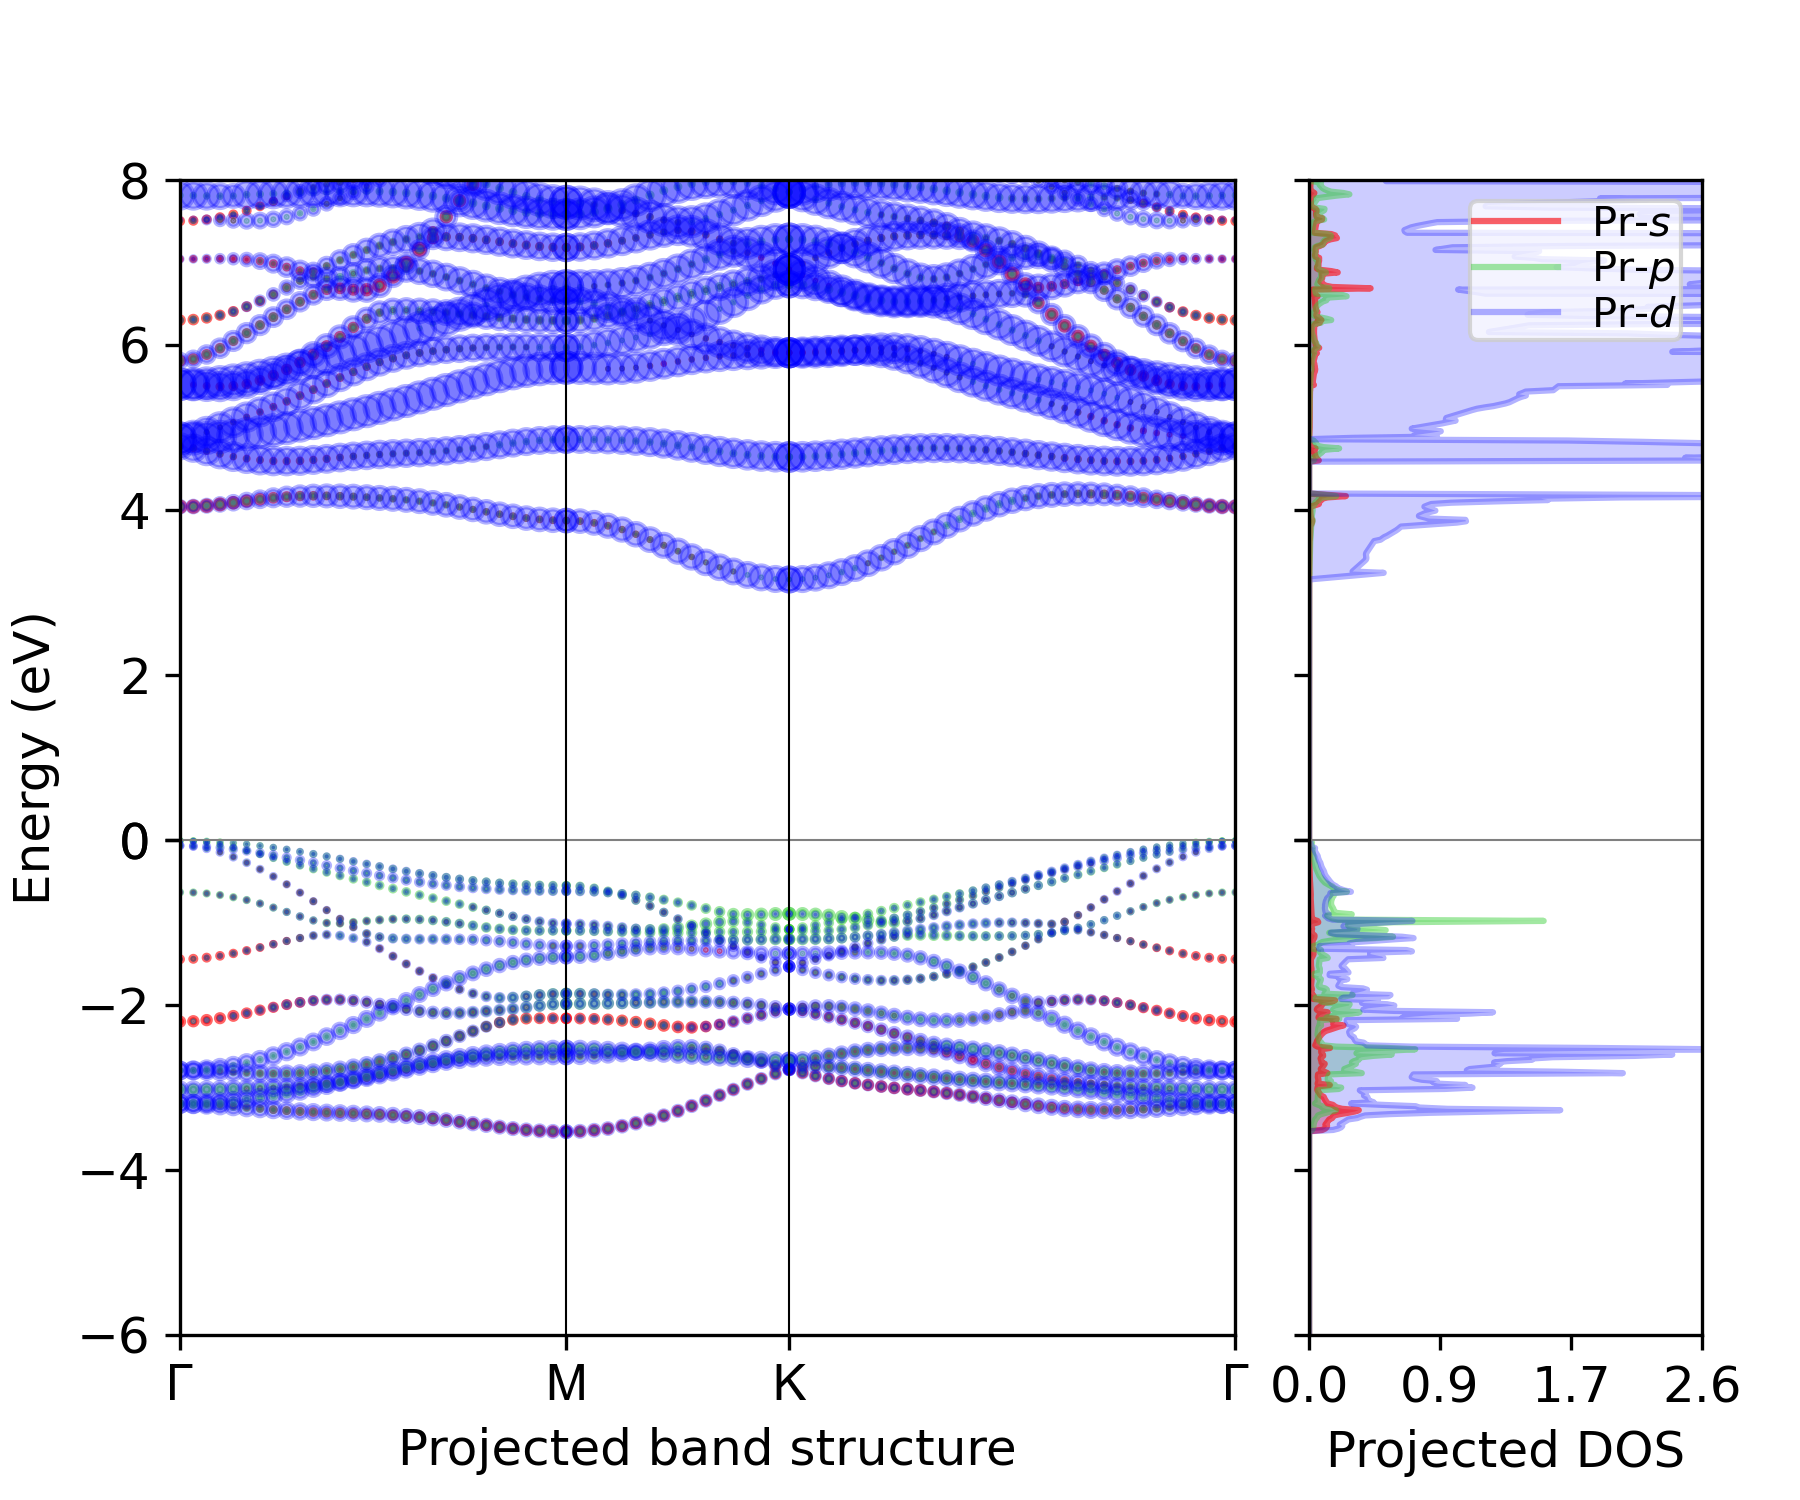 8
6
4
2
0
−2
−4
−6
Energy (eV)
Γ
M
K
Γ
Projected band structure
Pr-s
Pr-p
Pr-d
0.0
0.9
1.7
2.6
Projected DOS